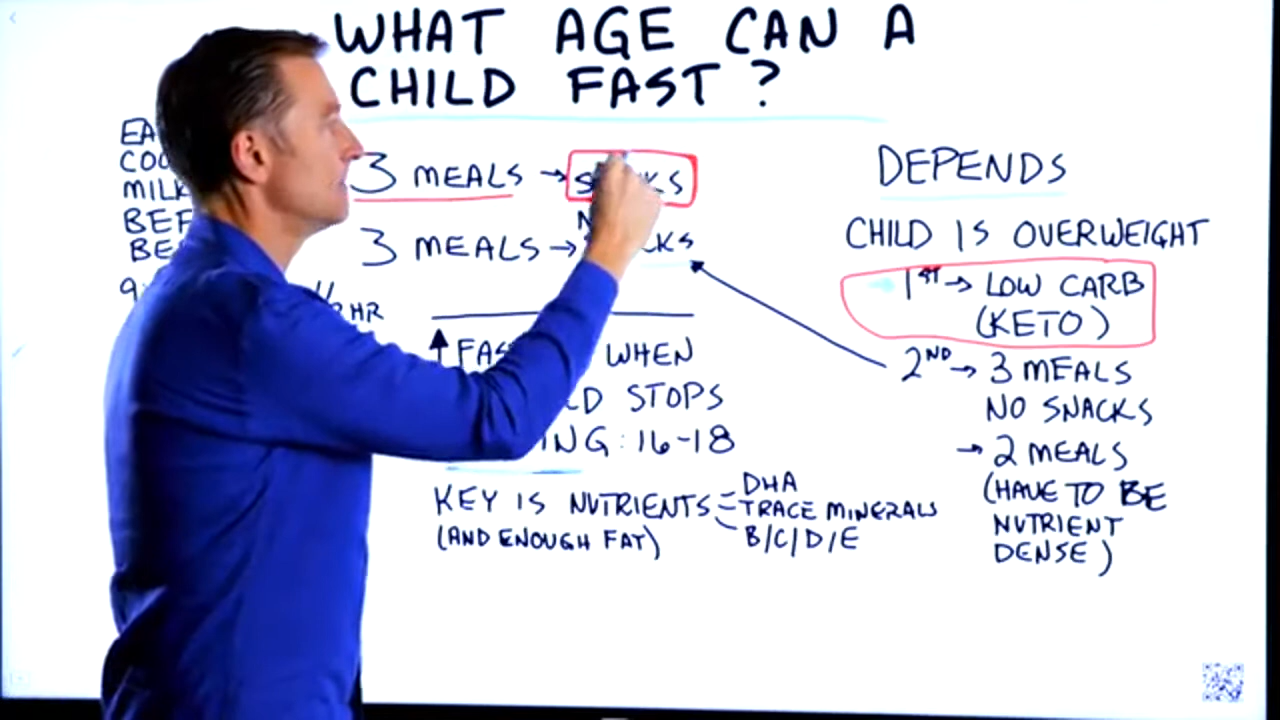 WHAT AGE CAN A
CHILD FAST?
MILK
3 MEALS → 
3 MEALS →
HR
WHEN
STOPS
: 16-18
KEY IS NUTRIENTS
(AND ENOUGH FAT)
DHA
TRACE MINERALS
B/C/D/E
DEPENDS
CHILD IS OVERWEIGHT
1ST → LOW CARB
(KETO)
2ND → 3 MEALS
NO SNACKS
→ 2 MEALS
(HAVE TO BE
NUTRIENT
DENSE)